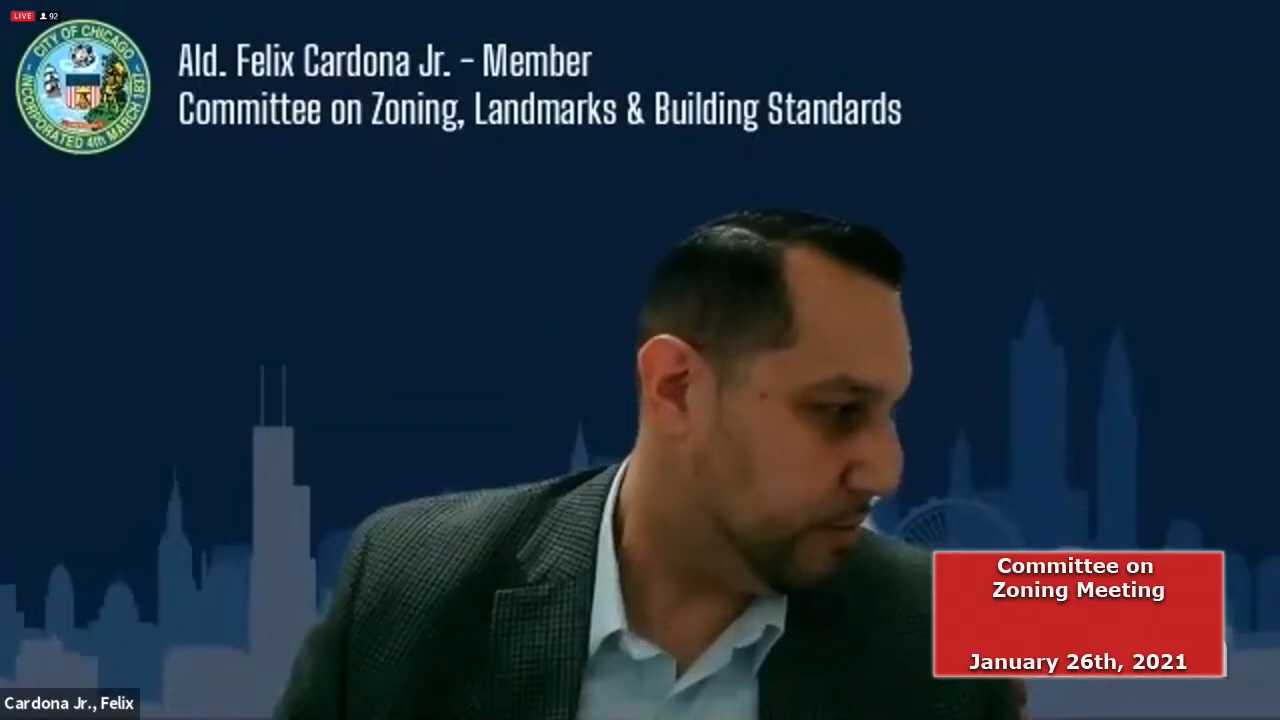 LIVE 92
CITY OF CHICAGO
INCORPORATED 4th MARCH 1837
Ald. Felix Cardona Jr. - Member
Committee on Zoning, Landmarks & Building Standards
Committee on
Zoning Meeting
January 26th, 2021
Cardona Jr., Felix